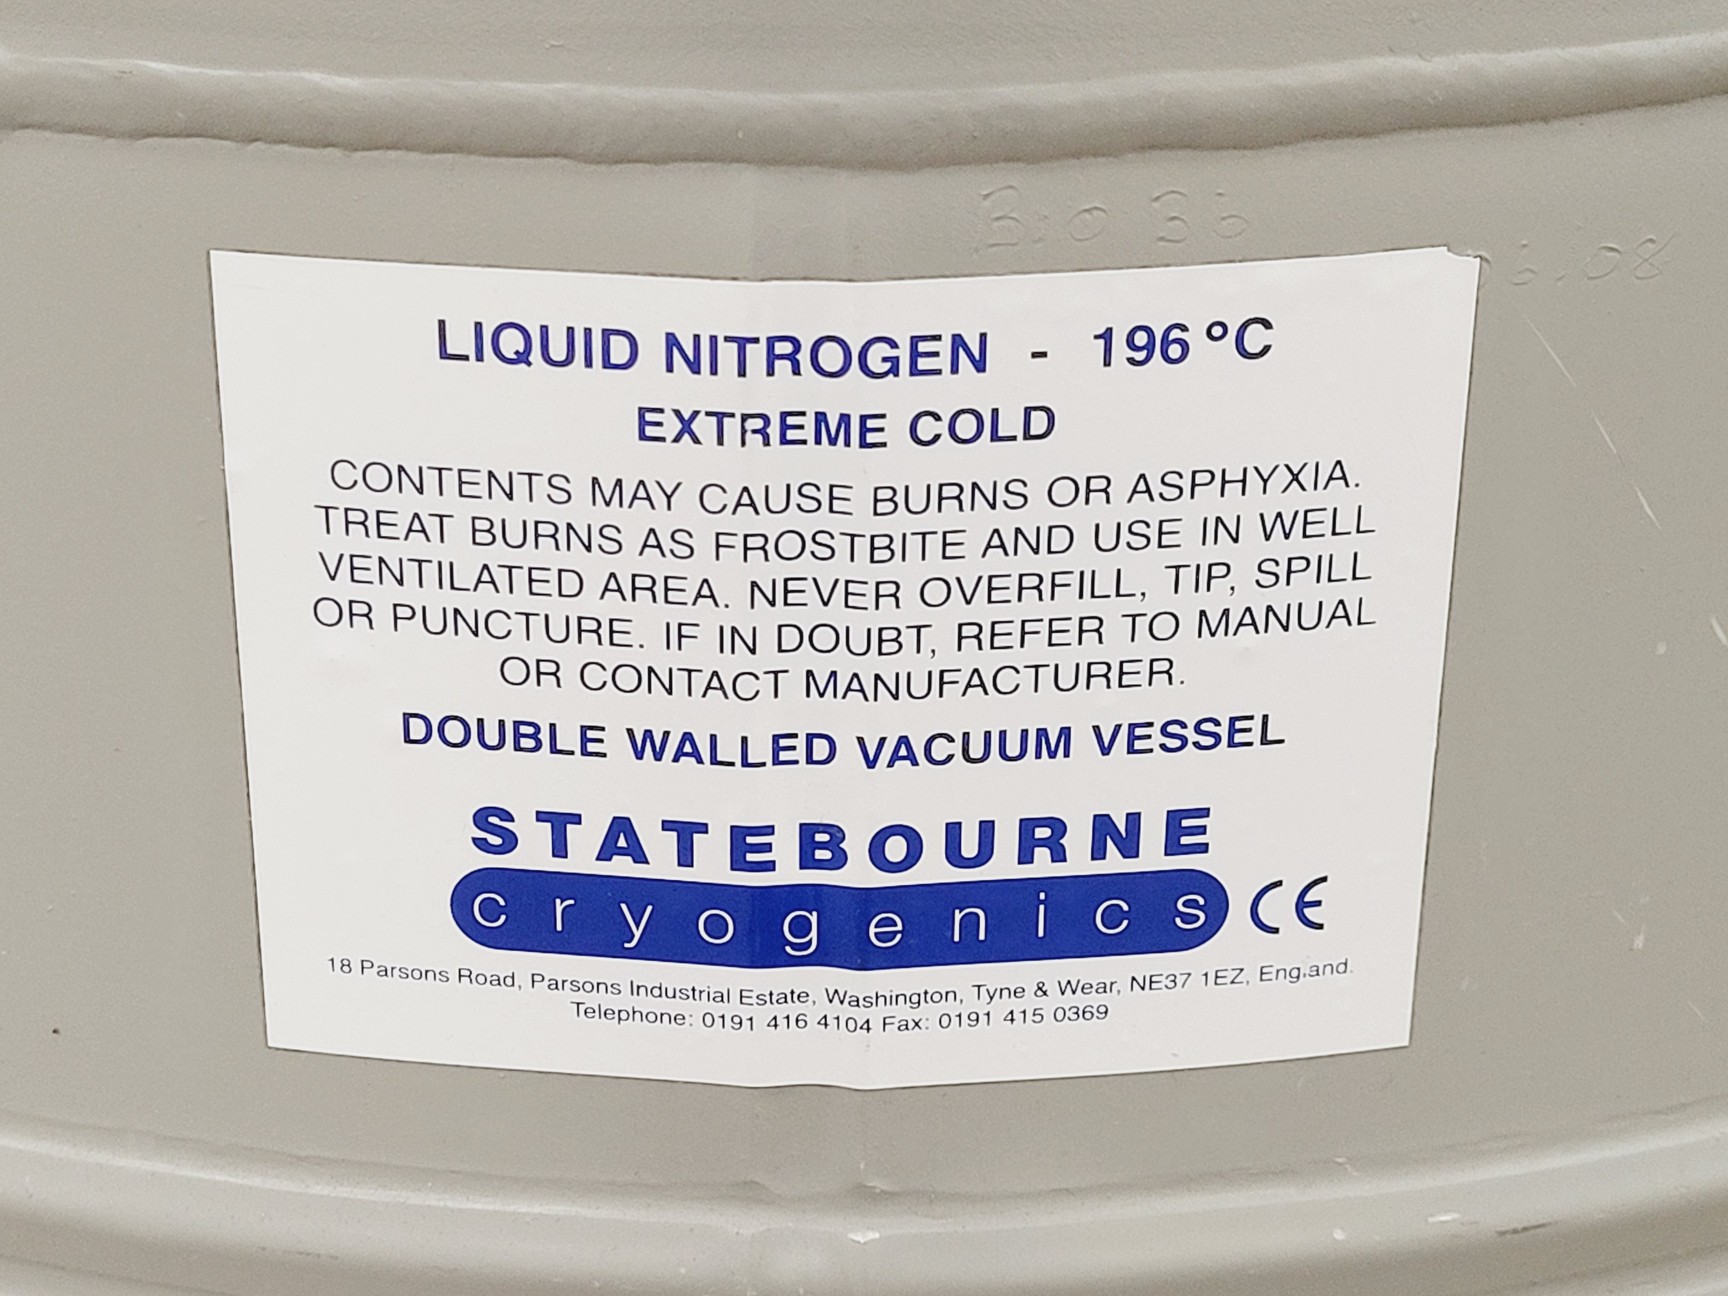 LIQUID NITROGEN - 196 °C
EXTREME COLD
CONTENTS MAY CAUSE BURNS OR ASPHYXIA.
TREAT BURNS AS FROSTBITE AND USE IN WELL
VENTILATED AREA. NEVER OVERFILL, TIP, SPILL
OR PUNCTURE. IF IN DOUBT, REFER TO MANUAL
OR CONTACT MANUFACTURER.
DOUBLE WALLED VACUUM VESSEL
STATEBOURNE
cryogenics CE
18 Parsons Road, Parsons Industrial Estate, Washington, Tyne & Wear, NE37 1EZ, England.
Telephone: 0191 416 4104 Fax: 0191 415 0369